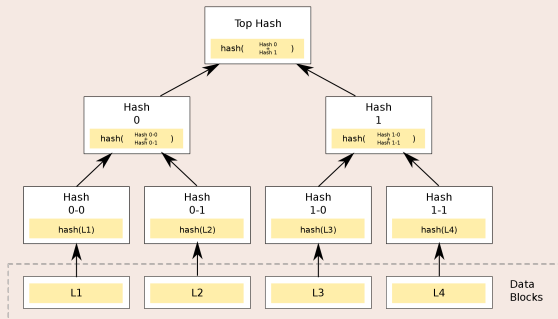 Top Hash
hash( Hash 0 + Hash 1 )
Hash
0
hash( Hash 0-0 + Hash 0-1 )
Hash
1
hash( Hash 1-0 + Hash 1-1 )
Hash
0-0
hash(L1)
Hash
0-1
hash(L2)
Hash
1-0
hash(L3)
Hash
1-1
hash(L4)
L1
L2
L3
L4
Data
Blocks